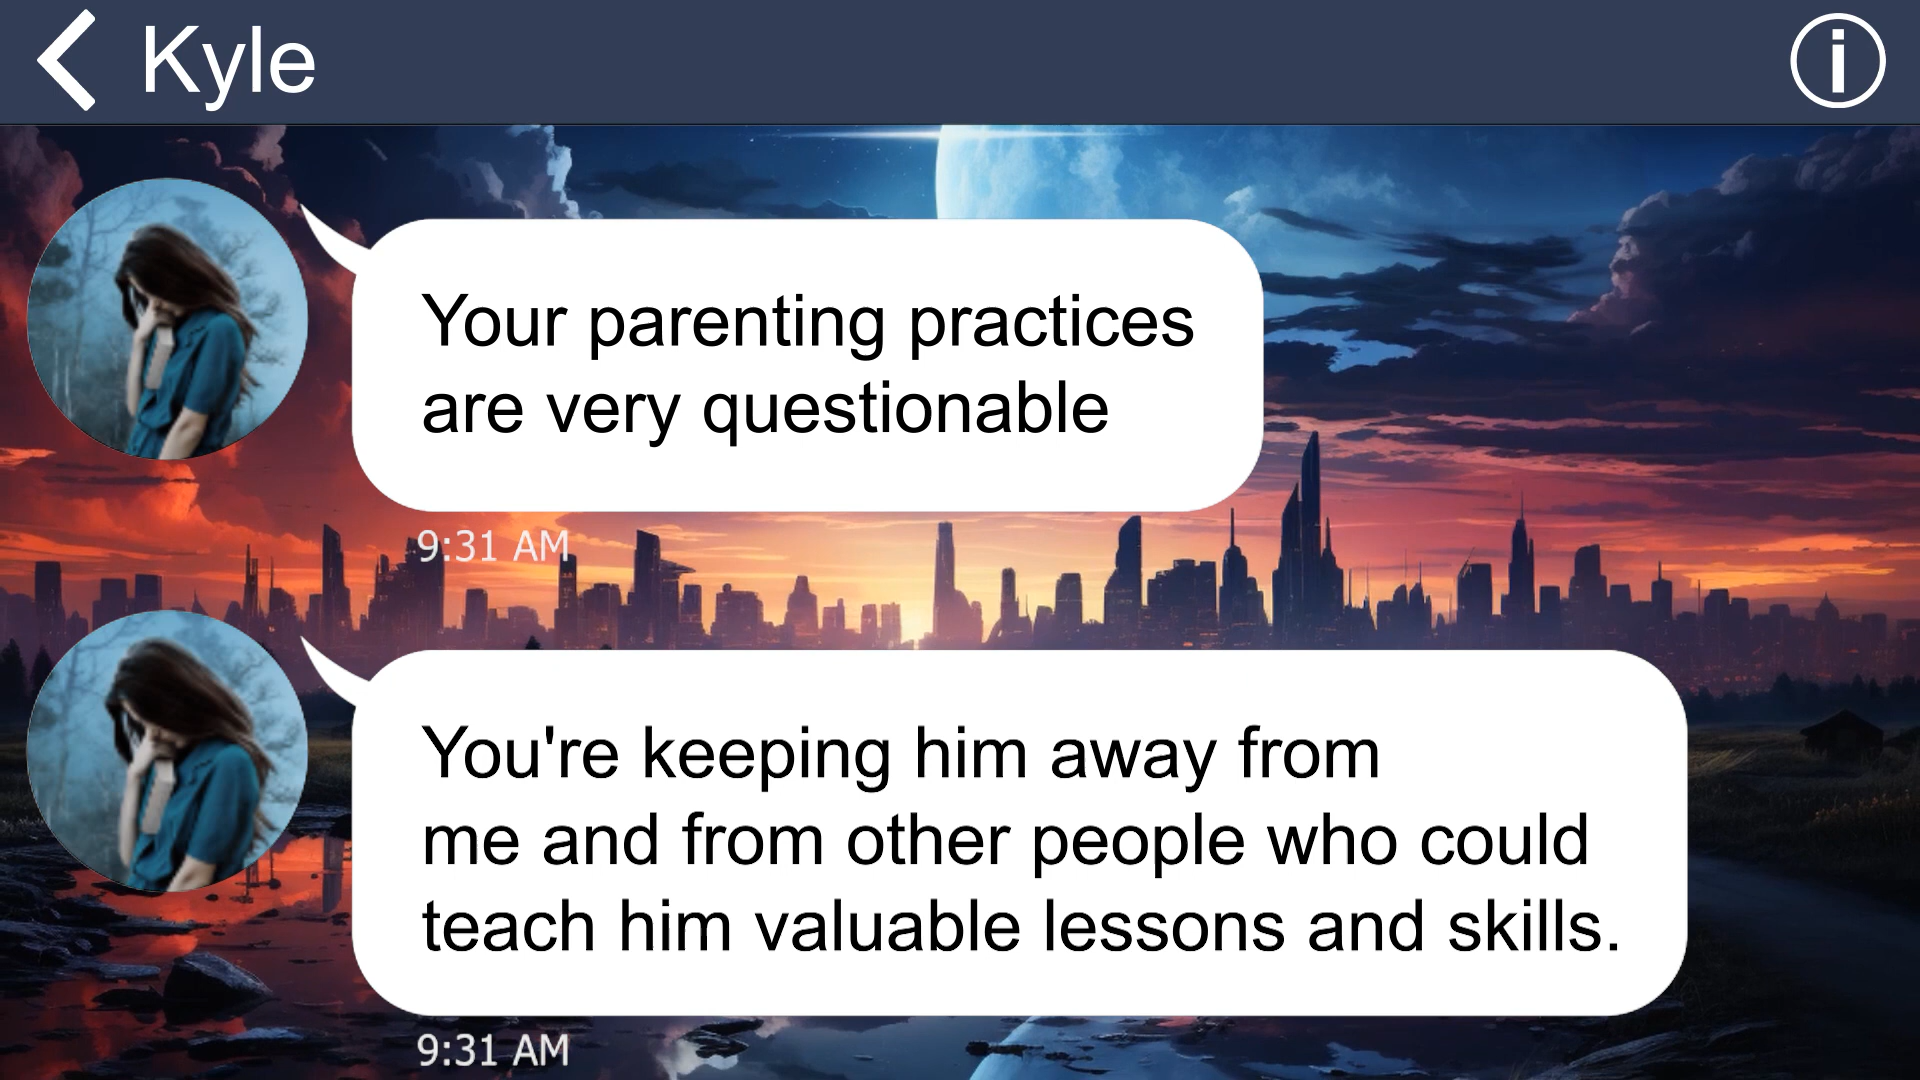 Kyle
Your parenting practices
are very questionable
9:31 AM
You're keeping him away from
me and from other people who could
teach him valuable lessons and skills.
9:31 AM